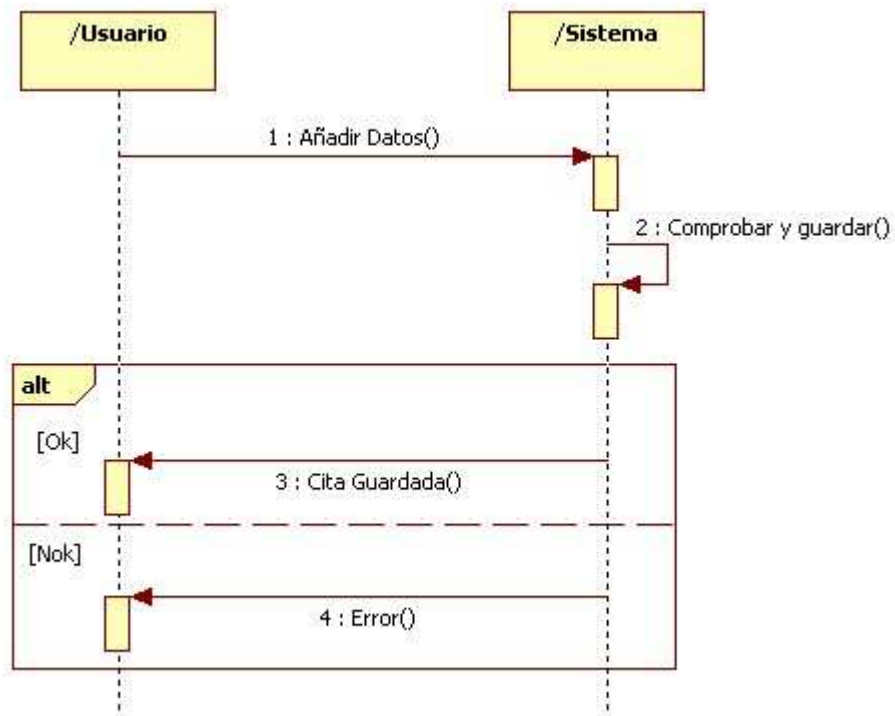 /Usuario
/Sistema
1 : Añadir Datos()
2 : Comprobar y guardar()
alt
[Ok]
3 : Cita Guardada()
[Nok]
4 : Error()